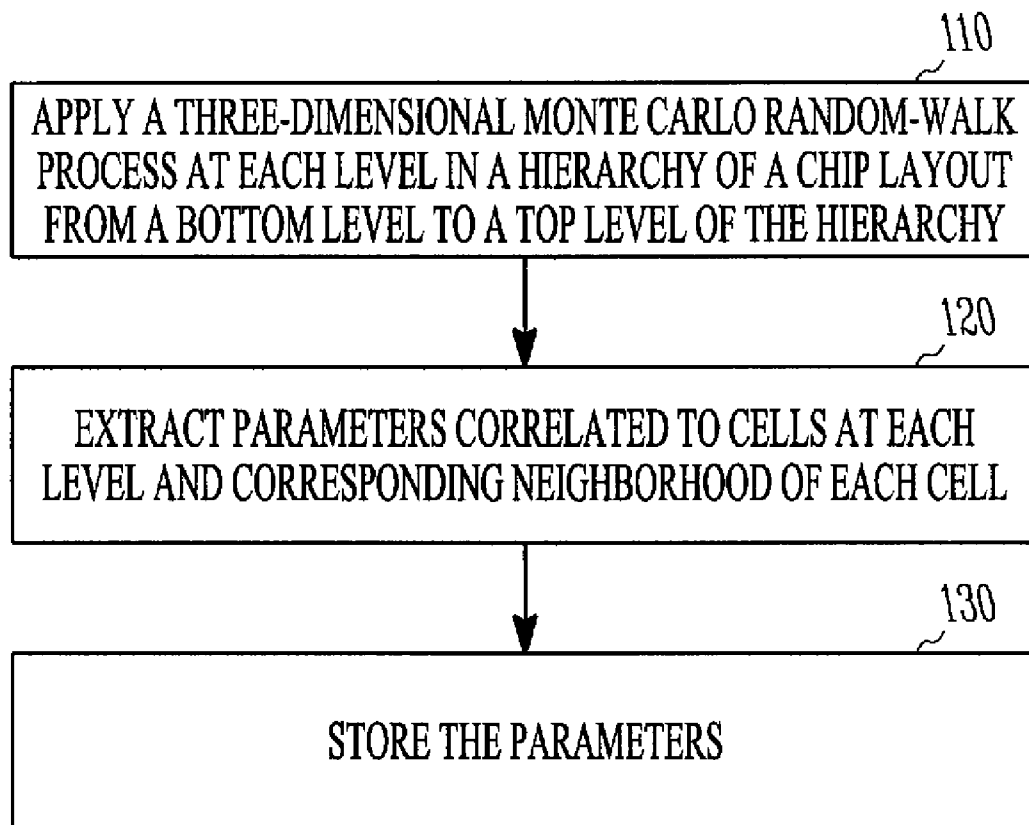 110
APPLY A THREE-DIMENSIONAL MONTE CARLO RANDOM-WALK
PROCESS AT EACH LEVEL IN A HIERARCHY OF A CHIP LAYOUT
FROM A BOTTOM LEVEL TO A TOP LEVEL OF THE HIERARCHY
120
EXTRACT PARAMETERS CORRELATED TO CELLS AT EACH
LEVEL AND CORRESPONDING NEIGHBORHOOD OF EACH CELL
130
STORE THE PARAMETERS